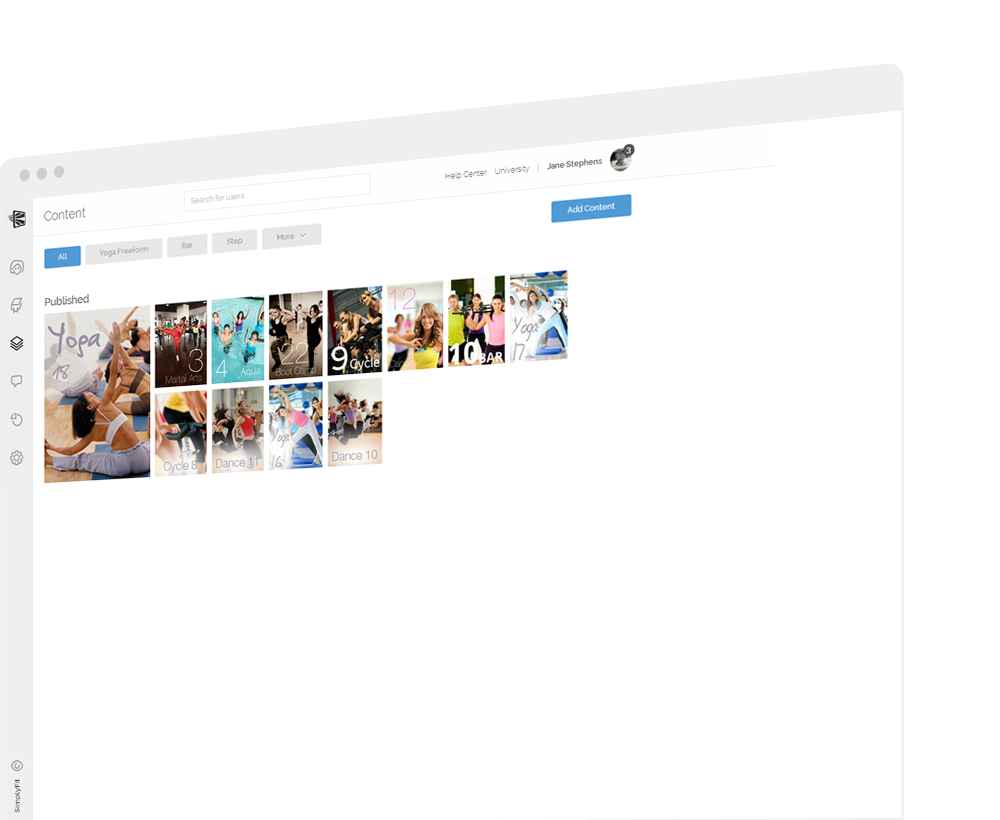 Help Center University | Jane Stephens 3
Content
Search for users
Add Content
All
Yoga Freeform
Bar
Step
More
Published
Yoga
18
3
Martial Arts
4 Aqua
22
Boot Camp
9 Cycle
12
10 BAR
Yoga
17
Cycle 8
Dance 11
Yoga
16
Dance 10
SimplyFit